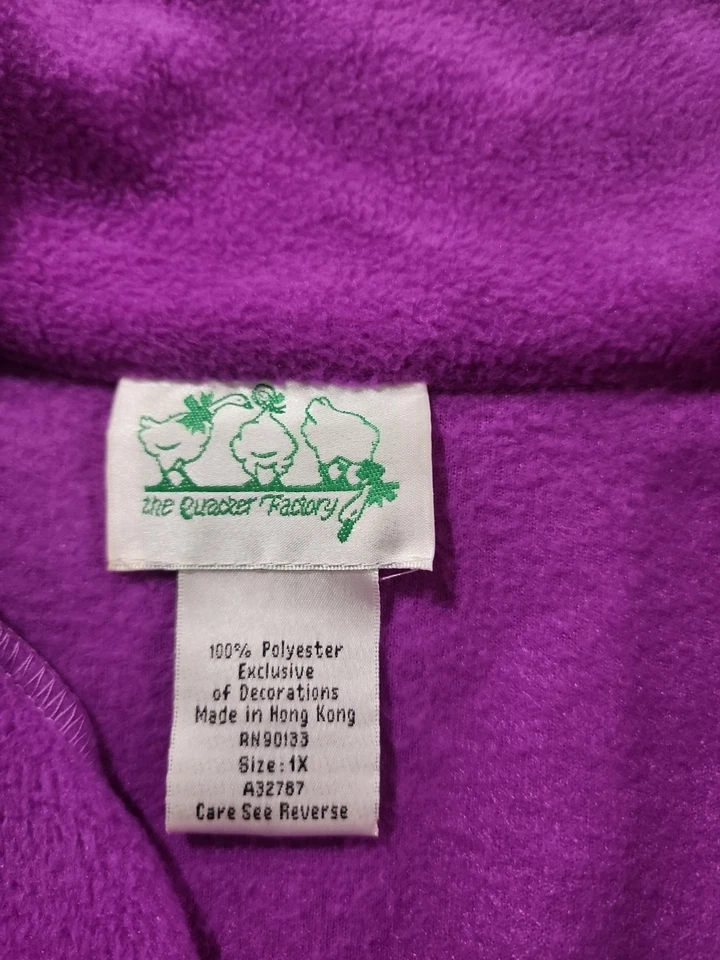 the Quacker Factory
100% Polyester
Exclusive
of Decorations
Made in Hong Kong
RN90133
Size: 1X
A32787
Care See Reverse